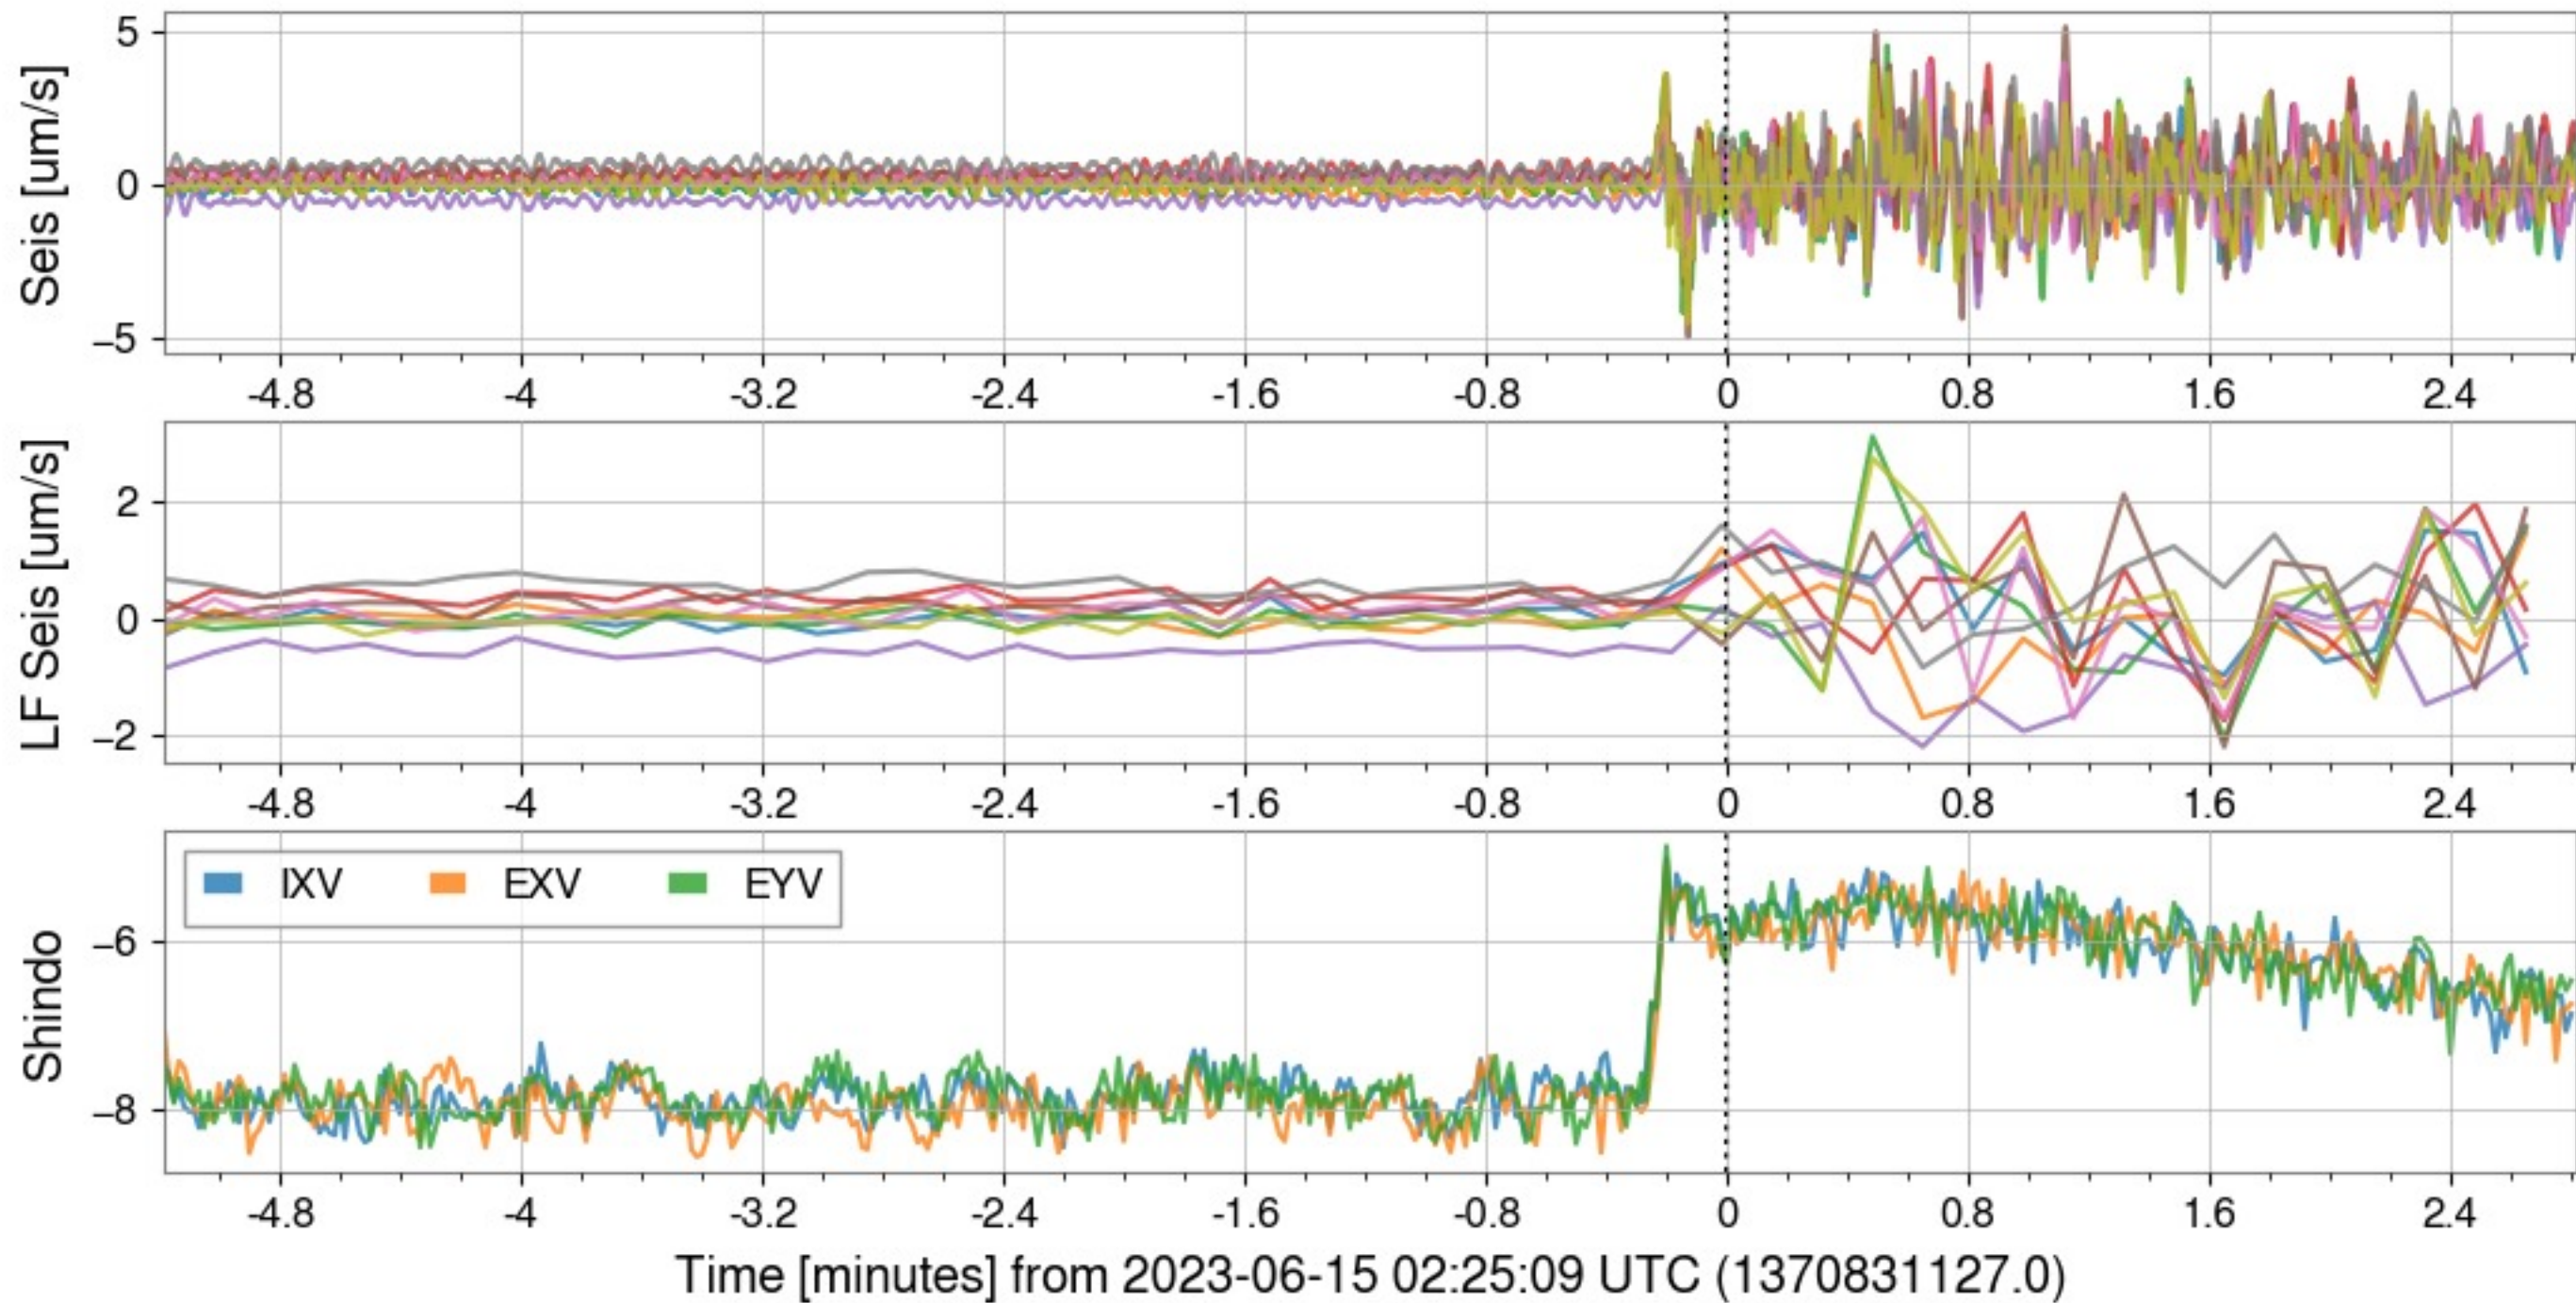 Seis [um/s]
5
0
−5
-4.8 -4 -3.2 -2.4 -1.6 -0.8 0 0.8 1.6 2.4
LF Seis [um/s]
2
0
−2
-4.8 -4 -3.2 -2.4 -1.6 -0.8 0 0.8 1.6 2.4
Shindo
IXV EXV EYV
−6
−8
-4.8 -4 -3.2 -2.4 -1.6 -0.8 0 0.8 1.6 2.4
Time [minutes] from 2023-06-15 02:25:09 UTC (1370831127.0)